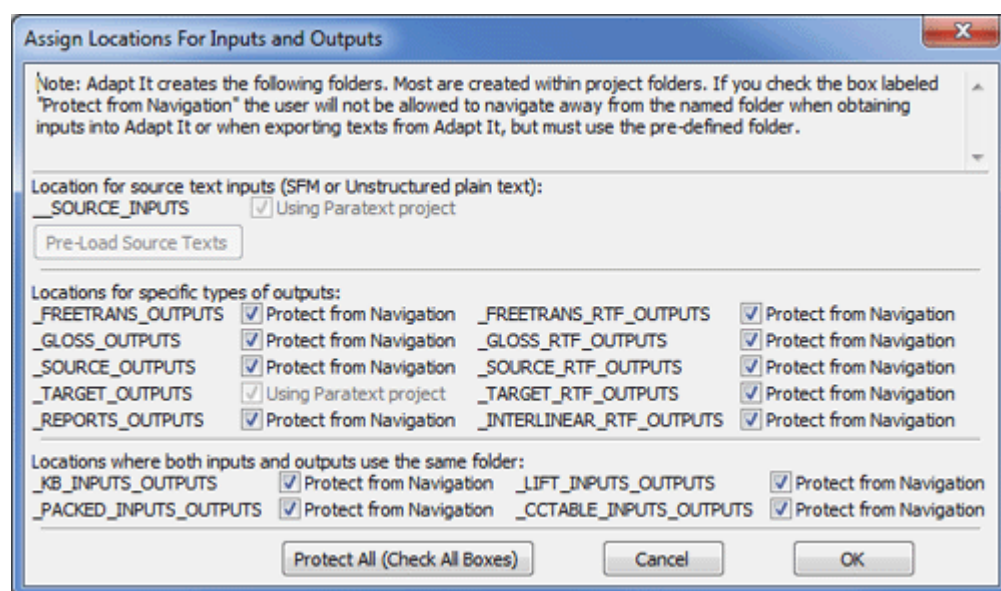 Assign Locations For Inputs and Outputs
Note: Adapt It creates the following folders. Most are created within project folders. If you check the box labeled
"Protect from Navigation" the user will not be allowed to navigate away from the named folder when obtaining
inputs into Adapt It or when exporting texts from Adapt It, but must use the pre-defined folder.
Location for source text inputs (SFM or Unstructured plain text):
__SOURCE_INPUTS Using Paratext project
Pre-Load Source Texts
Locations for specific types of outputs:
_FREETRANS_OUTPUTS Protect from Navigation _FREETRANS_RTF_OUTPUTS Protect from Navigation
_GLOSS_OUTPUTS Protect from Navigation _GLOSS_RTF_OUTPUTS Protect from Navigation
_SOURCE_OUTPUTS Protect from Navigation _SOURCE_RTF_OUTPUTS Protect from Navigation
_TARGET_OUTPUTS Using Paratext project _TARGET_RTF_OUTPUTS Protect from Navigation
_REPORTS_OUTPUTS Protect from Navigation _INTERLINEAR_RTF_OUTPUTS Protect from Navigation
Locations where both inputs and outputs use the same folder:
_KB_INPUTS_OUTPUTS Protect from Navigation _LIFT_INPUTS_OUTPUTS Protect from Navigation
_PACKED_INPUTS_OUTPUTS Protect from Navigation _CCTABLE_INPUTS_OUTPUTS Protect from Navigation
Protect All (Check All Boxes) Cancel OK